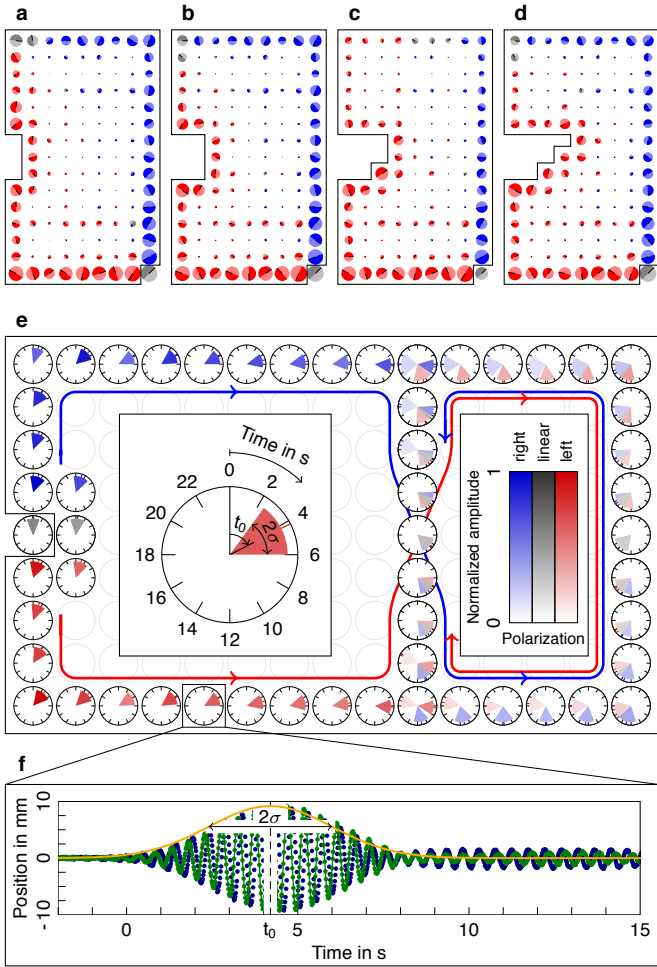 a b c d
e
Time in s
0
22 2
20 4
t0 2σ
18 6
16 8
14 10
12
Normalized amplitude
1
0
right linear left
Polarization
f
Position in mm
10
0
- 10
2σ
0 t0 5 10 15
Time in s